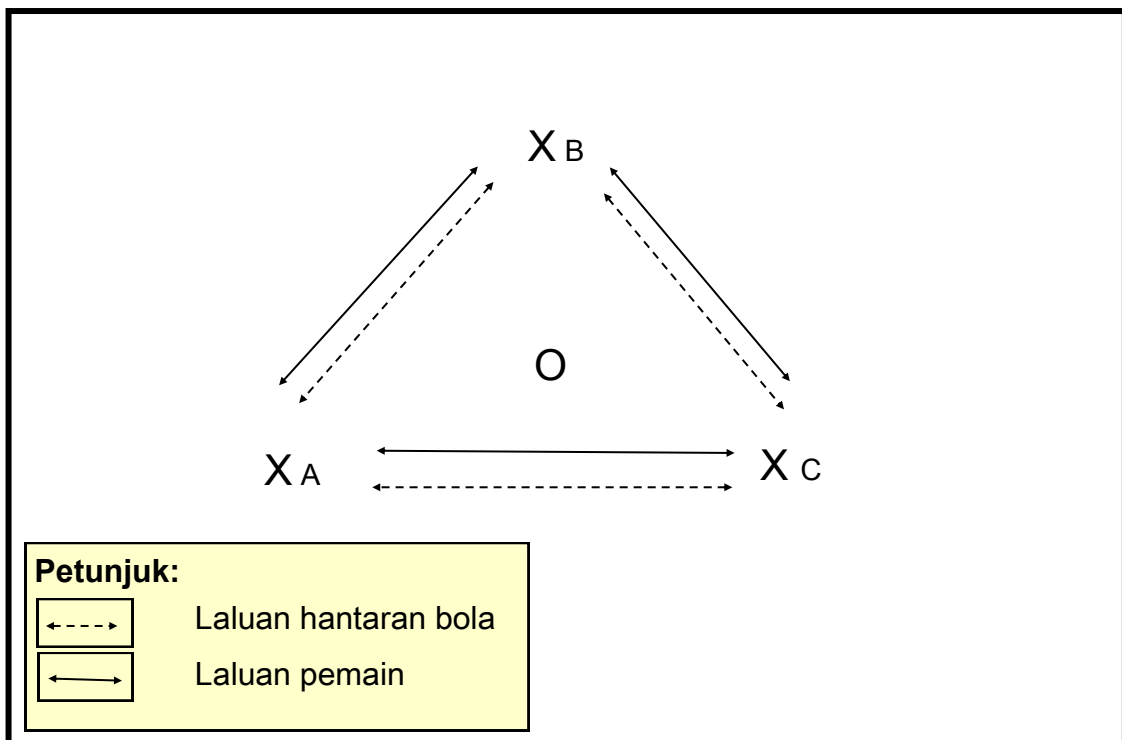 X B
O
X A
X C
Petunjuk:
Laluan hantaran bola
Laluan pemain